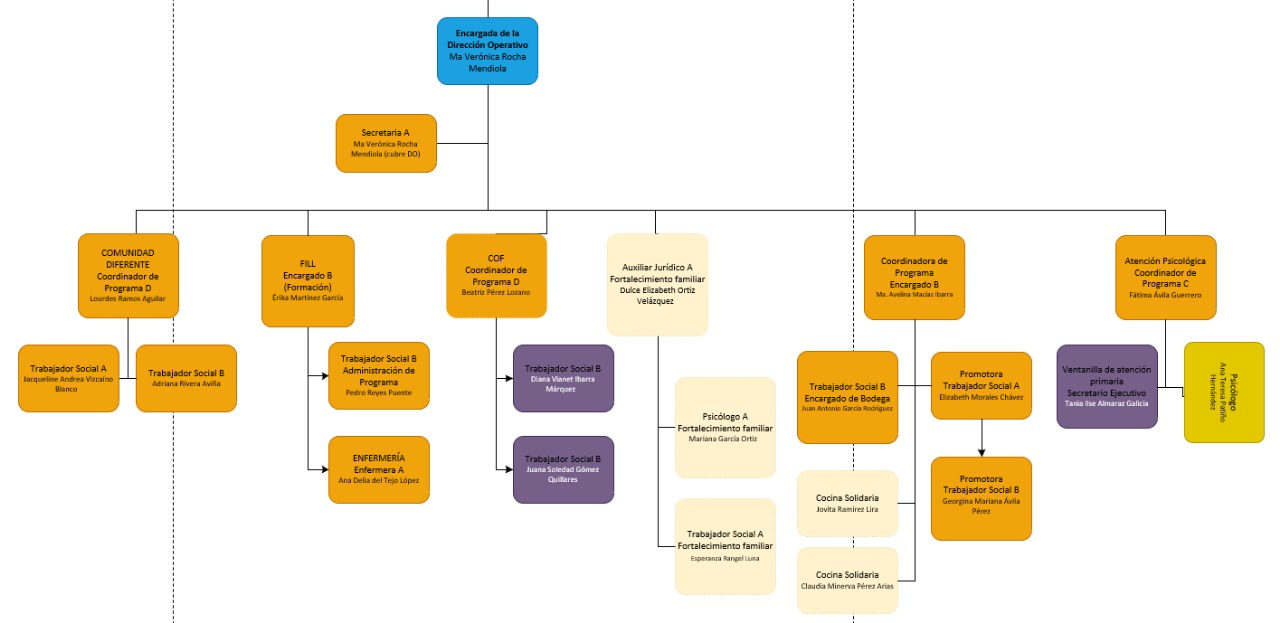 Encargada de la
Dirección Operativo
Ma Verónica Rocha
Mendiola
Secretaria A
Ma Verónica Rocha
Mendiola (cubre DO)
COMUNIDAD
DIFERENTE
Coordinador de
Programa D
Lourdes Ramos Aguilar
FILL
Encargado B
(Formación)
Érika Martínez García
COF
Coordinador de
Programa D
Beatriz Pérez Lozano
Auxiliar Jurídico A
Fortalecimiento familiar
Dulce Elizabeth Ortiz
Velázquez
Coordinadora de
Programa
Encargado B
Ma. Avelina Macías Ibarra
Atención Psicológica
Coordinador de
Programa C
Fátima Ávila Guerrero
Trabajador Social A
Jacqueline Andrea Vizcaíno
Blanco
Trabajador Social B
Adriana Rivera Aviña
Trabajador Social B
Administración de
Programa
Pedro Reyes Puente
Trabajador Social B
Diana Vianet Ibarra
Márquez
Psicólogo A
Fortalecimiento familiar
Mariana García Ortiz
Trabajador Social B
Encargado de Bodega
Juan Antonio García Rodríguez
Promotora
Trabajador Social A
Elizabeth Morales Chávez
Ventanilla de atención
primaria
Secretario Ejecutivo
Tania Ilse Almaraz Galicia
Psicólogo
Ana Teresa Patiño
Hernández
ENFERMERÍA
Enfermera A
Ana Delia del Tejo López
Trabajador Social B
Juana Soledad Gómez
Quillares
Trabajador Social A
Fortalecimiento familiar
Esperanza Rangel Luna
Cocina Solidaria
Jovita Ramírez Lira
Promotora
Trabajador Social B
Georgina Mariana Ávila
Pérez
Cocina Solidaria
Claudia Minerva Pérez Arias